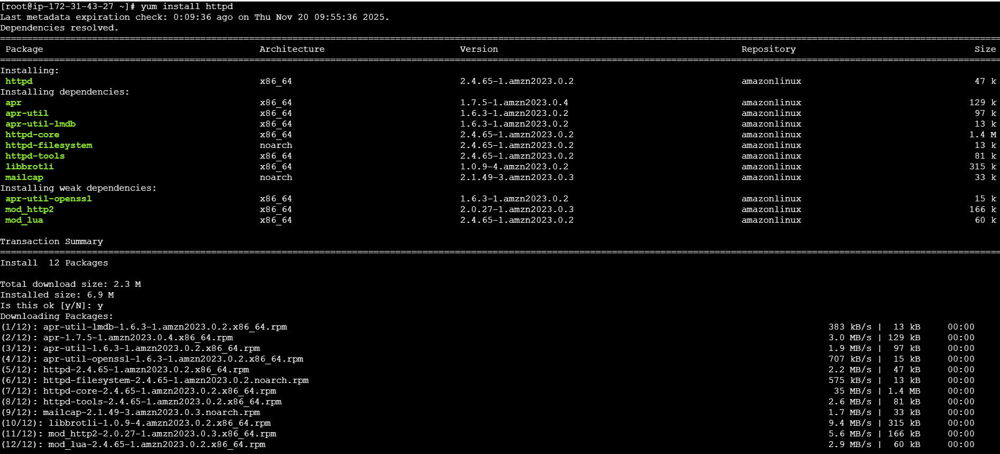 [root@ip-172-31-43-27 ~]# yum install httpd
Last metadata expiration check: 0:09:36 ago on Thu Nov 20 09:55:36 2025.
Dependencies resolved.
Package Architecture Version Repository Size
Installing:
httpd x86_64 2.4.65-1.amzn2023.0.2 amazonlinux 47 k
Installing dependencies:
apr x86_64 1.7.5-1.amzn2023.0.4 amazonlinux 129 k
apr-util x86_64 1.6.3-1.amzn2023.0.2 amazonlinux 97 k
apr-util-lmdb x86_64 1.6.3-1.amzn2023.0.2 amazonlinux 13 k
httpd-core x86_64 2.4.65-1.amzn2023.0.2 amazonlinux 1.4 M
httpd-filesystem noarch 2.4.65-1.amzn2023.0.2 amazonlinux 13 k
httpd-tools x86_64 2.4.65-1.amzn2023.0.2 amazonlinux 81 k
libbrotli x86_64 1.0.9-4.amzn2023.0.2 amazonlinux 315 k
mailcap noarch 2.1.49-3.amzn2023.0.3 amazonlinux 33 k
Installing weak dependencies:
apr-util-openssl x86_64 1.6.3-1.amzn2023.0.2 amazonlinux 15 k
mod_http2 x86_64 2.0.27-1.amzn2023.0.3 amazonlinux 166 k
mod_lua x86_64 2.4.65-1.amzn2023.0.2 amazonlinux 60 k
Transaction Summary
Install 12 Packages
Total download size: 2.3 M
Installed size: 6.9 M
Is this ok [y/N]: y
Downloading Packages:
(1/12): apr-util-lmdb-1.6.3-1.amzn2023.0.2.x86_64.rpm 383 kB/s | 13 kB 00:00
(2/12): apr-1.7.5-1.amzn2023.0.4.x86_64.rpm 3.0 MB/s | 129 kB 00:00
(3/12): apr-util-1.6.3-1.amzn2023.0.2.x86_64.rpm 1.9 MB/s | 97 kB 00:00
(4/12): apr-util-openssl-1.6.3-1.amzn2023.0.2.x86_64.rpm 707 kB/s | 15 kB 00:00
(5/12): httpd-2.4.65-1.amzn2023.0.2.x86_64.rpm 2.2 MB/s | 47 kB 00:00
(6/12): httpd-filesystem-2.4.65-1.amzn2023.0.2.noarch.rpm 575 kB/s | 13 kB 00:00
(7/12): httpd-core-2.4.65-1.amzn2023.0.2.x86_64.rpm 35 MB/s | 1.4 MB 00:00
(8/12): httpd-tools-2.4.65-1.amzn2023.0.2.x86_64.rpm 2.6 MB/s | 81 kB 00:00
(9/12): mailcap-2.1.49-3.amzn2023.0.3.noarch.rpm 1.7 MB/s | 33 kB 00:00
(10/12): libbrotli-1.0.9-4.amzn2023.0.2.x86_64.rpm 9.4 MB/s | 315 kB 00:00
(11/12): mod_http2-2.0.27-1.amzn2023.0.3.x86_64.rpm 5.6 MB/s | 166 kB 00:00
(12/12): mod_lua-2.4.65-1.amzn2023.0.2.x86_64.rpm 2.9 MB/s | 60 kB 00:00